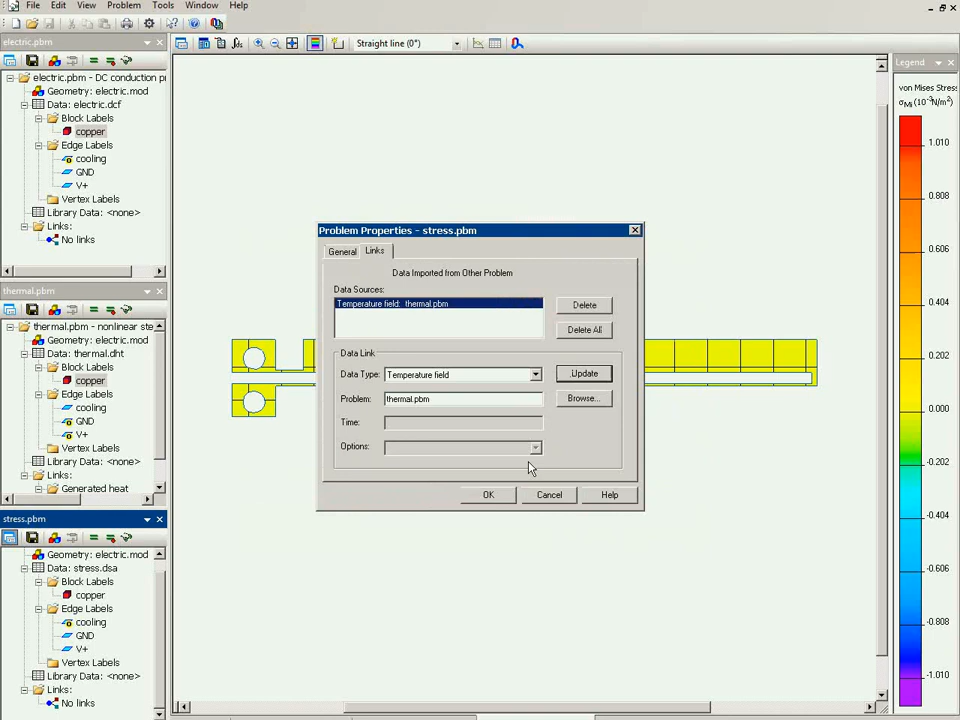 File Edit View Problem Tools Window Help
Straight line (0°)
electric.pbm
electric.pbm - DC conduction pr
Geometry: electric.mod
Data: electric.dcf
Block Labels
copper
Edge Labels
cooling
GND
V+
Vertex Labels
Library Data: <none>
Links:
No links
thermal.pbm
thermal.pbm - nonlinear ste
Geometry: electric.mod
Data: thermal.dht
Block Labels
copper
Edge Labels
cooling
GND
V+
Vertex Labels
Library Data: <none>
Links:
Generated heat
stress.pbm
Geometry: electric.mod
Data: stress.dsa
Block Labels
copper
Edge Labels
cooling
GND
V+
Vertex Labels
Library Data: <none>
Links:
No links
Problem Properties - stress.pbm
General Links
Data Imported from Other Problem
Data Sources:
Temperature field: thermal.pbm
Delete
Delete All
Data Link
Data Type: Temperature field
Update
Problem: thermal.pbm
Browse...
Time:
Options:
OK Cancel Help
Legend
von Mises Stress
1.010
0.808
0.606
0.404
0.202
0.000
-0.202
-0.404
-0.606
-0.808
-1.010